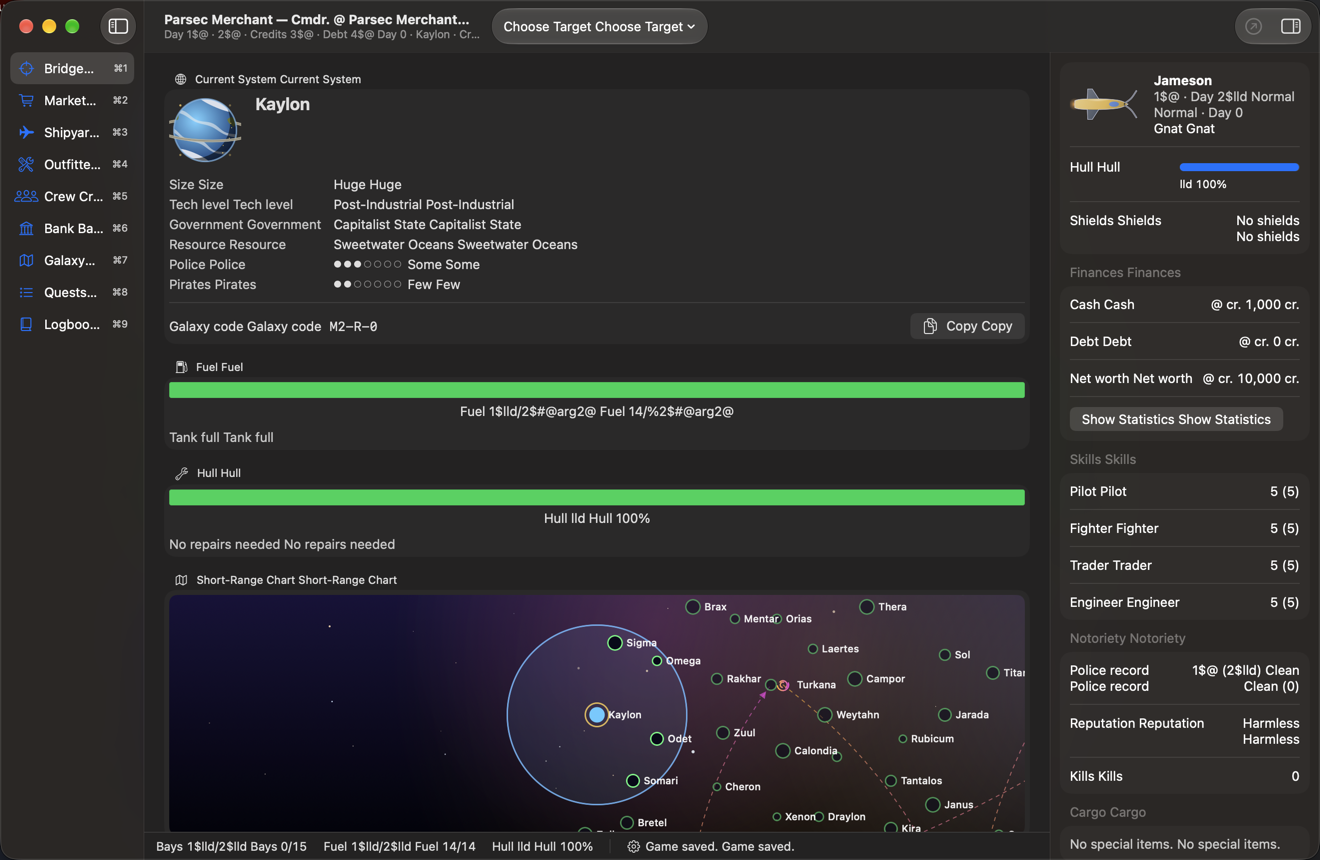 Parsec Merchant — Cmdr. @ Parsec Merchant...
Day 1$@ · 2$@ · Credits 3$@ · Debt 4$@ Day 0 · Kaylon · Cr...
Choose Target Choose Target
Bridge... ⌘1
Market... ⌘2
Shipyar... ⌘3
Outfitte... ⌘4
Crew Cr... ⌘5
Bank Ba... ⌘6
Galaxy... ⌘7
Quests... ⌘8
Logboo... ⌘9
Current System Current System
Kaylon
Size Size Huge Huge
Tech level Tech level Post-Industrial Post-Industrial
Government Government Capitalist State Capitalist State
Resource Resource Sweetwater Oceans Sweetwater Oceans
Police Police Some Some
Pirates Pirates Few Few
Galaxy code Galaxy code M2-R-0
Copy Copy
Fuel Fuel
Fuel 1$lld/2$#@arg2@ Fuel 14/%2$#@arg2@
Tank full Tank full
Hull Hull
Hull lld Hull 100%
No repairs needed No repairs needed
Short-Range Chart Short-Range Chart
Brax
Thera
Mentar
Orias
Sigma
Laertes
Sol
Omega
Titan
Rakhar
Turkana
Campor
Kaylon
Weytahn
Jarada
Zuul
Odet
Rubicum
Calondia
Somari
Tantalos
Cheron
Janus
Bretel
Xenon
Draylon
Kira
Bays 1$lld/2$lld Bays 0/15 Fuel 1$lld/2$lld Fuel 14/14 Hull lld Hull 100% Game saved. Game saved.
Jameson
1$@ · Day 2$lld Normal
Normal · Day 0
Gnat Gnat
Hull Hull
lld 100%
Shields Shields No shields
No shields
Finances Finances
Cash Cash @ cr. 1,000 cr.
Debt Debt @ cr. 0 cr.
Net worth Net worth @ cr. 10,000 cr.
Show Statistics Show Statistics
Skills Skills
Pilot Pilot 5 (5)
Fighter Fighter 5 (5)
Trader Trader 5 (5)
Engineer Engineer 5 (5)
Notoriety Notoriety
Police record 1$@ (2$lld) Clean
Police record Clean (0)
Reputation Reputation Harmless
Harmless
Kills Kills 0
Cargo Cargo
No special items. No special items.